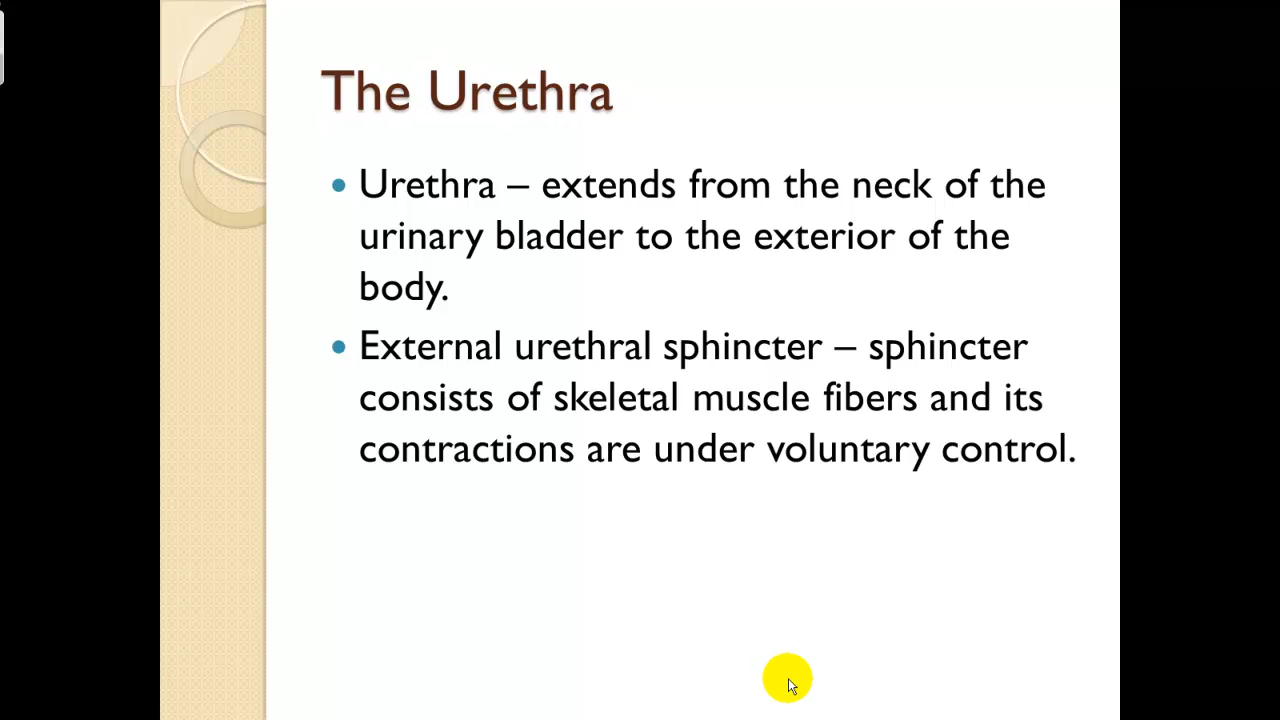 The Urethra
• Urethra – extends from the neck of the
urinary bladder to the exterior of the
body.
• External urethral sphincter – sphincter
consists of skeletal muscle fibers and its
contractions are under voluntary control.